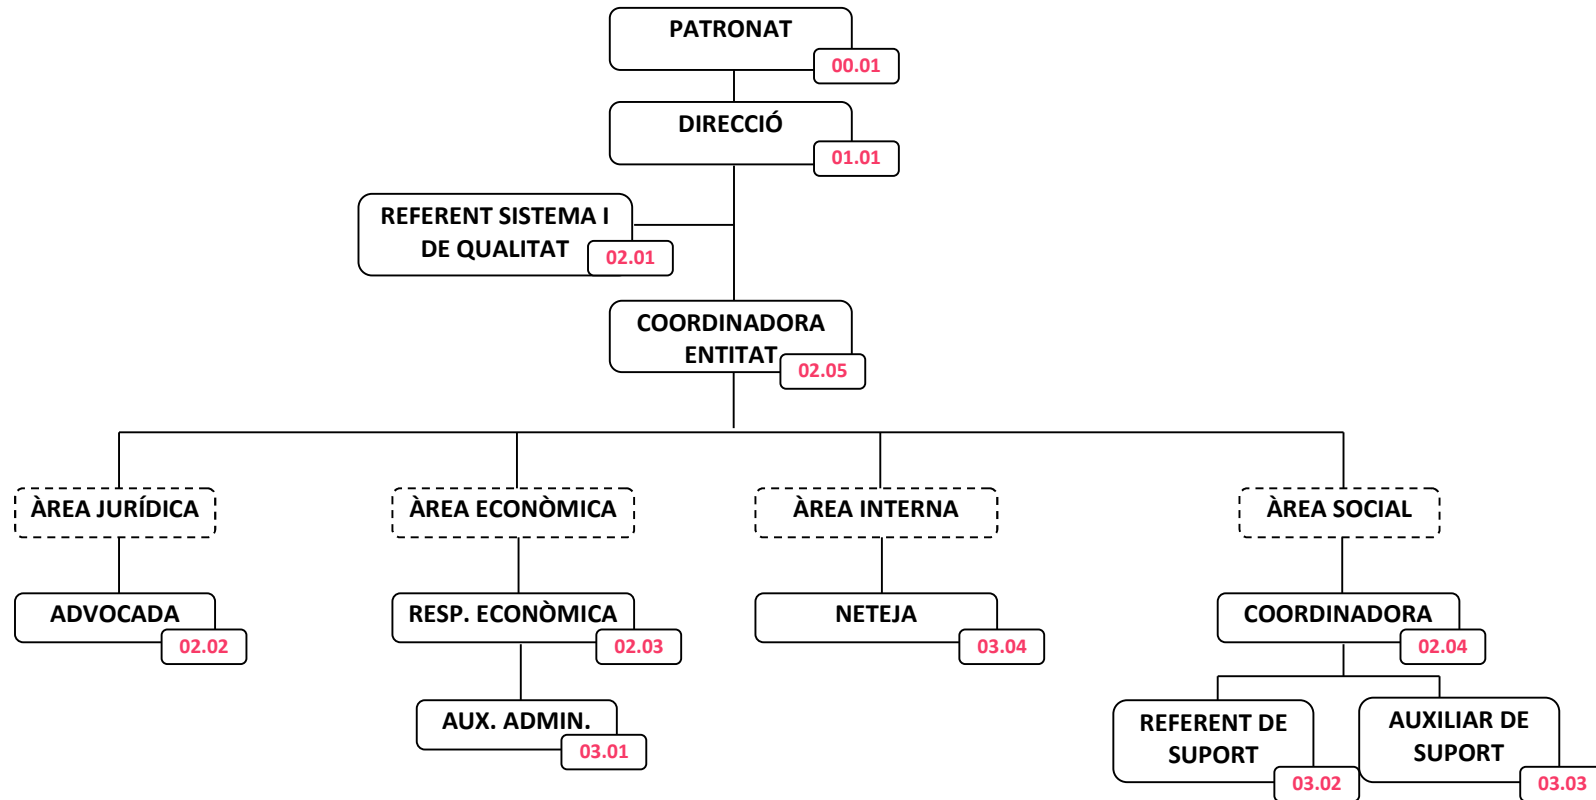 PATRONAT
00.01
DIRECCIÓ
01.01
REFERENT SISTEMA I
DE QUALITAT
02.01
COORDINADORA
ENTITAT
02.05
ÀREA JURÍDICA
ÀREA ECONÒMICA
ÀREA INTERNA
ÀREA SOCIAL
ADVOCADA
02.02
RESP. ECONÒMICA
02.03
NETEJA
03.04
COORDINADORA
02.04
AUX. ADMIN.
03.01
REFERENT DE
SUPORT
03.02
AUXILIAR DE
SUPORT
03.03